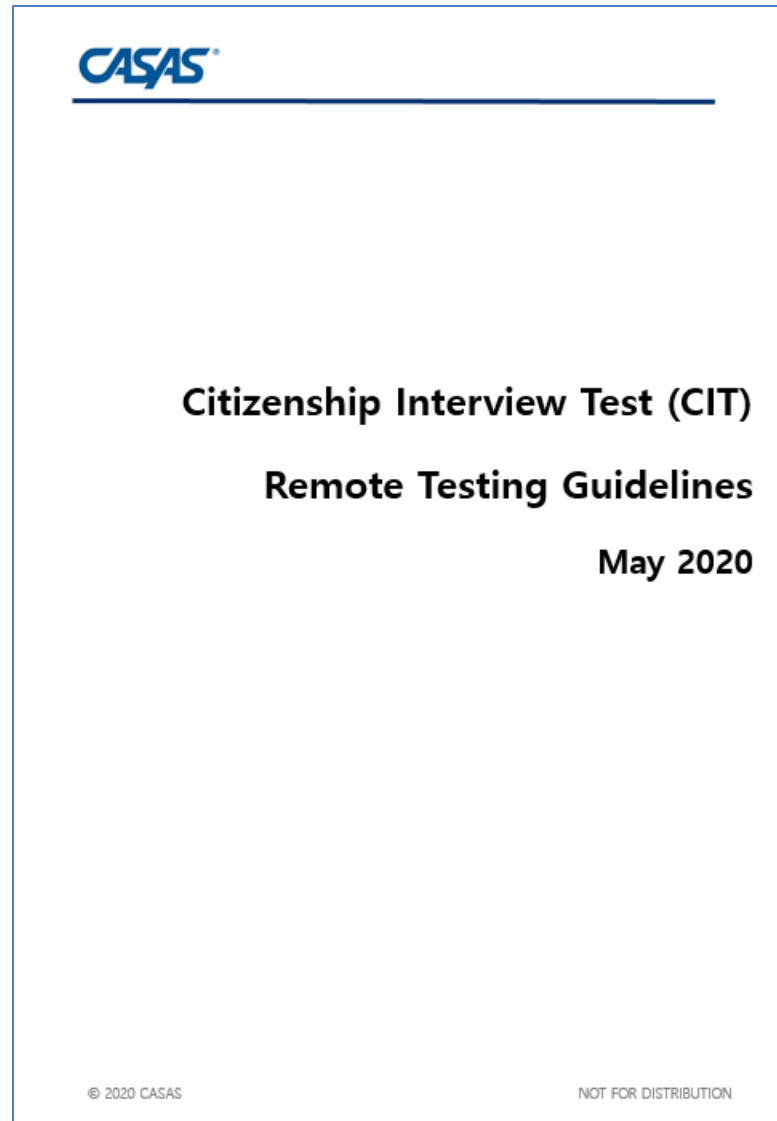 CASAS®
Citizenship Interview Test (CIT)
Remote Testing Guidelines
May 2020
© 2020 CASAS NOT FOR DISTRIBUTION